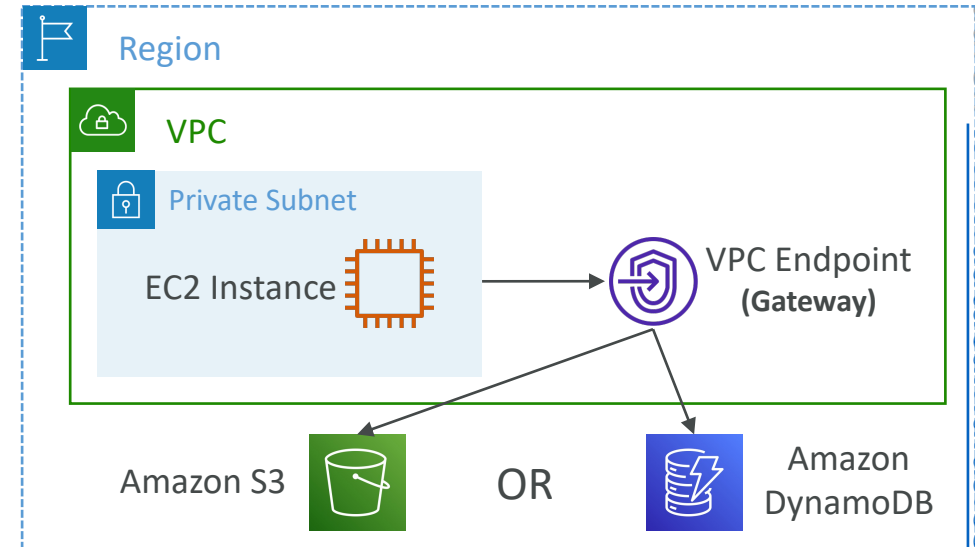 Region
VPC
Private Subnet
EC2 Instance
VPC Endpoint
(Gateway)
Amazon S3
OR
Amazon
DynamoDB